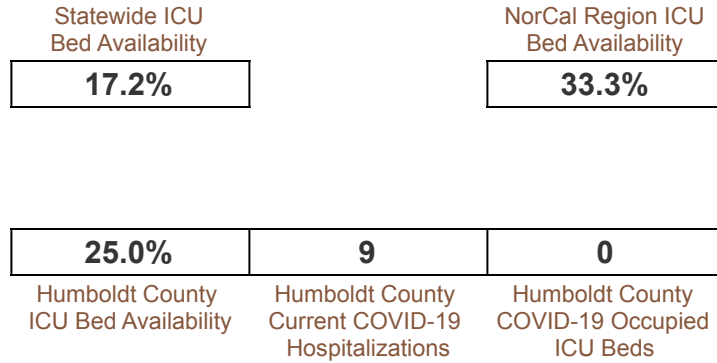 Statewide ICU
Bed Availability
17.2%
NorCal Region ICU
Bed Availability
33.3%
25.0%
9
0
Humboldt County
ICU Bed Availability
Humboldt County
Current COVID-19
Hospitalizations
Humboldt County
COVID-19 Occupied
ICU Beds